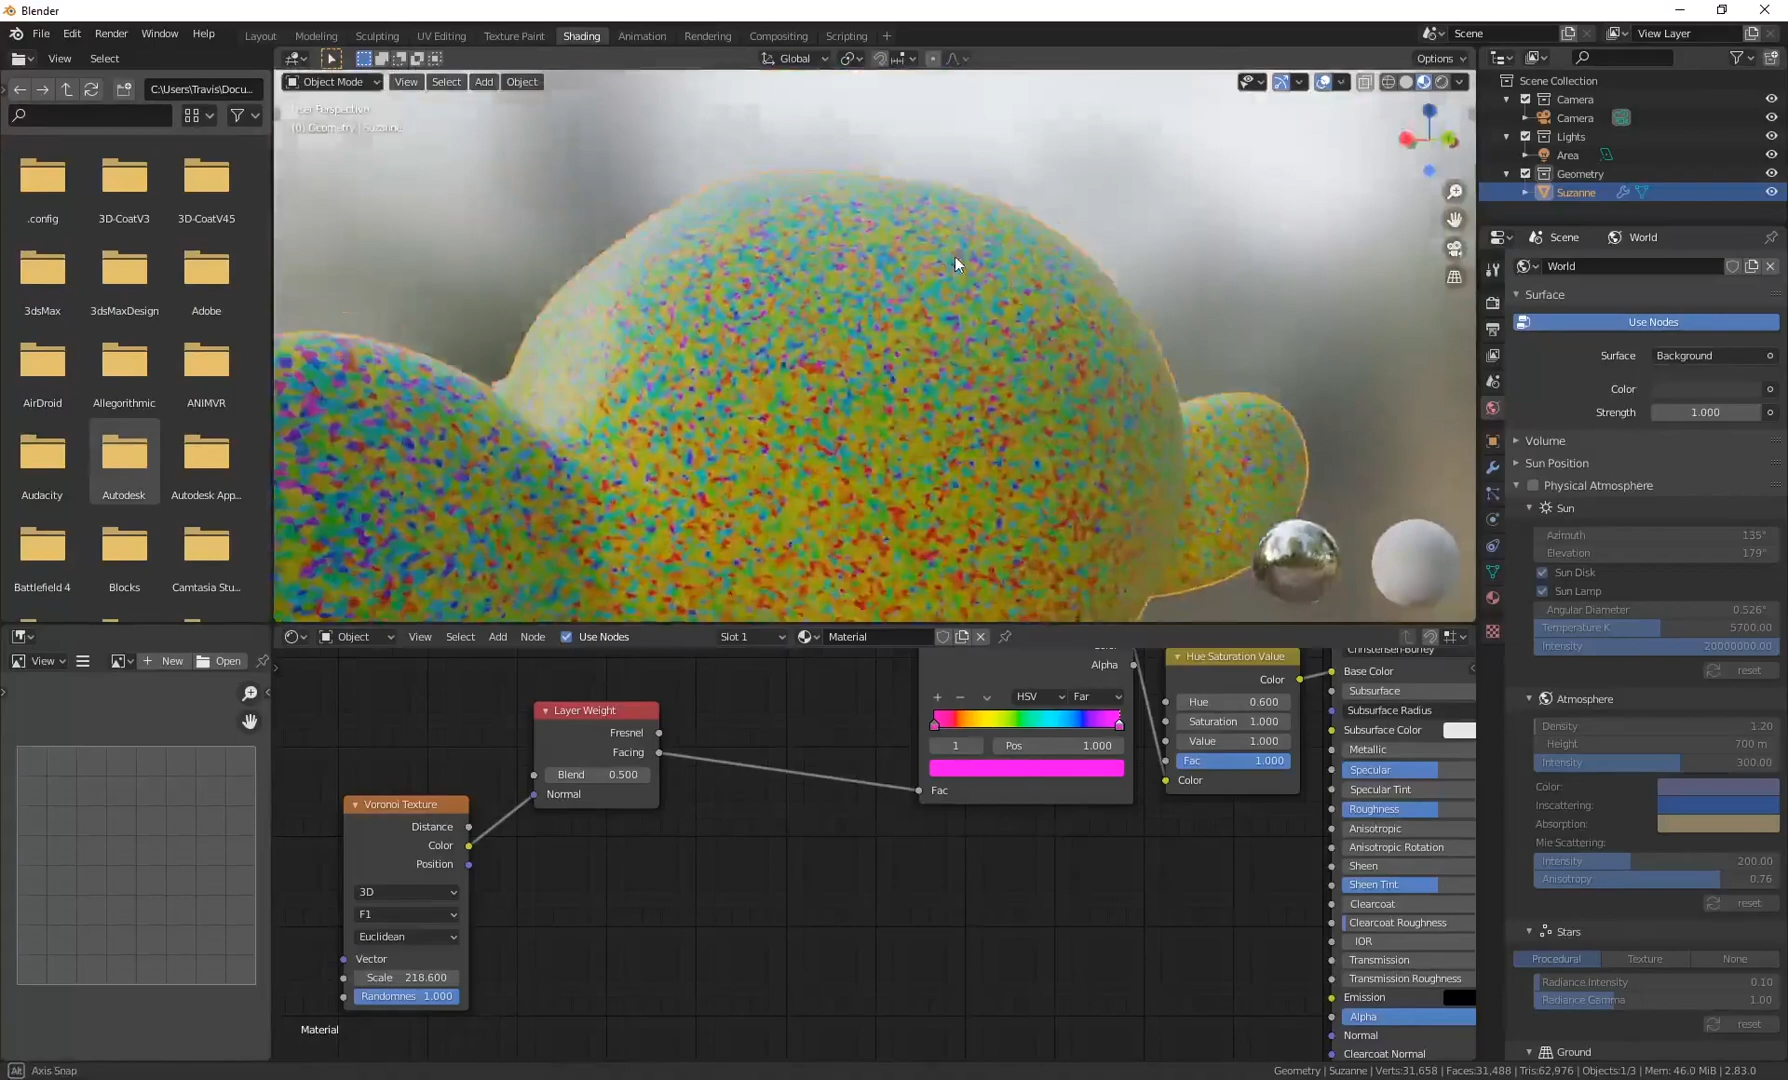 Blender
File Edit Render Window Help
Layout Modeling Sculpting UV Editing Texture Paint Shading Animation Rendering Compositing Scripting
Scene View Layer
View Select
Global
Options
C:\Users\Travis\Docu...
Object Mode View Select Add Object
User Perspective
(0) Geometry | Suzanne
.config 3D-CoatV3 3D-CoatV45
3dsMax 3dsMaxDesign Adobe
AirDroid Allegorithmic ANIMVR
Audacity Autodesk Autodesk App...
Battlefield 4 Blocks Camtasia Stu...
Scene Collection
Camera
Camera
Lights
Area
Geometry
Suzanne
Scene World
World
Surface
Use Nodes
Surface Background
Color
Strength 1.000
Volume
Sun Position
Physical Atmosphere
Sun
Azimuth 135°
Elevation 179°
Sun Disk
Sun Lamp
Angular Diameter 0.526°
Temperature K 5700.00
Intensity 20000000.00
reset
Atmosphere
Density 1.20
Height 700 m
Intensity 300.00
Color:
Inscattering:
Absorption:
Mie Scattering:
Intensity 200.00
Anisotropy 0.76
reset
Stars
Procedural Texture None
Radiance Intensity 0.10
Radiance Gamma 1.00
reset
Ground
View New Open
Object View Select Add Node Use Nodes Slot 1 Material
Voronoi Texture
Distance
Color
Position
3D
F1
Euclidean
Vector
Scale 218.600
Randomnes 1.000
Layer Weight
Fresnel
Facing
Blend 0.500
Normal
Alpha
HSV Far
1 Pos 1.000
Fac
Hue Saturation Value
Color
Hue 0.600
Saturation 1.000
Value 1.000
Fac 1.000
Color
Christensen-Burley
Base Color
Subsurface
Subsurface Radius
Subsurface Color
Metallic
Specular
Specular Tint
Roughness
Anisotropic
Anisotropic Rotation
Sheen
Sheen Tint
Clearcoat
Clearcoat Roughness
IOR
Transmission
Transmission Roughness
Emission
Alpha
Normal
Clearcoat Normal
Material
Alt Axis Snap
Geometry | Suzanne | Verts:31,658 | Faces:31,488 | Tris:62,976 | Objects:1/3 | Mem: 46.0 MiB | 2.83.0